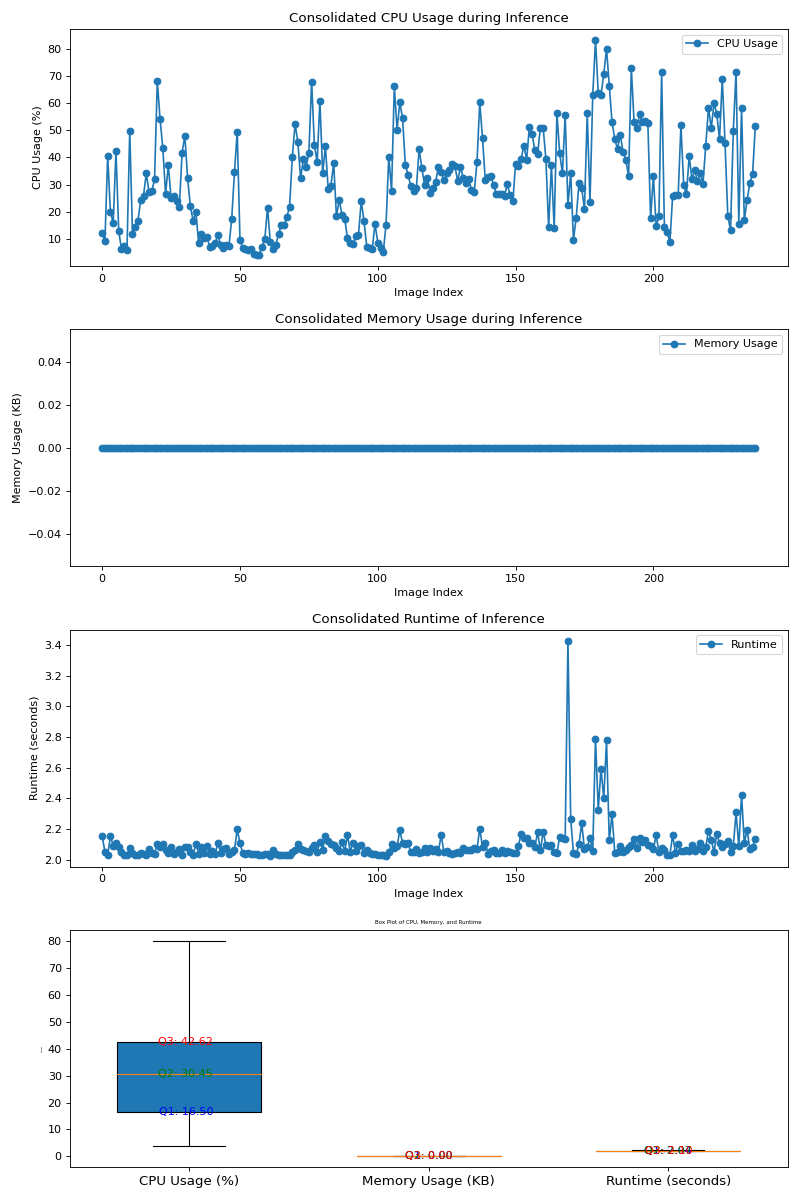 Consolidated CPU Usage during Inference
CPU Usage
CPU Usage (%)
80
70
60
50
40
30
20
10
0
50
100
150
200
Image Index
Consolidated Memory Usage during Inference
Memory Usage
Memory Usage (KB)
0.04
0.02
0.00
−0.02
−0.04
0
50
100
150
200
Image Index
Consolidated Runtime of Inference
Runtime
Runtime (seconds)
3.4
3.2
3.0
2.8
2.6
2.4
2.2
2.0
0
50
100
150
200
Image Index
Box Plot of CPU, Memory, and Runtime
80
70
60
50
40
30
20
10
0
Q3: 42.62
Q2: 30.45
Q1: 16.50
0.00
CPU Usage (%)
Memory Usage (KB)
Runtime (seconds)